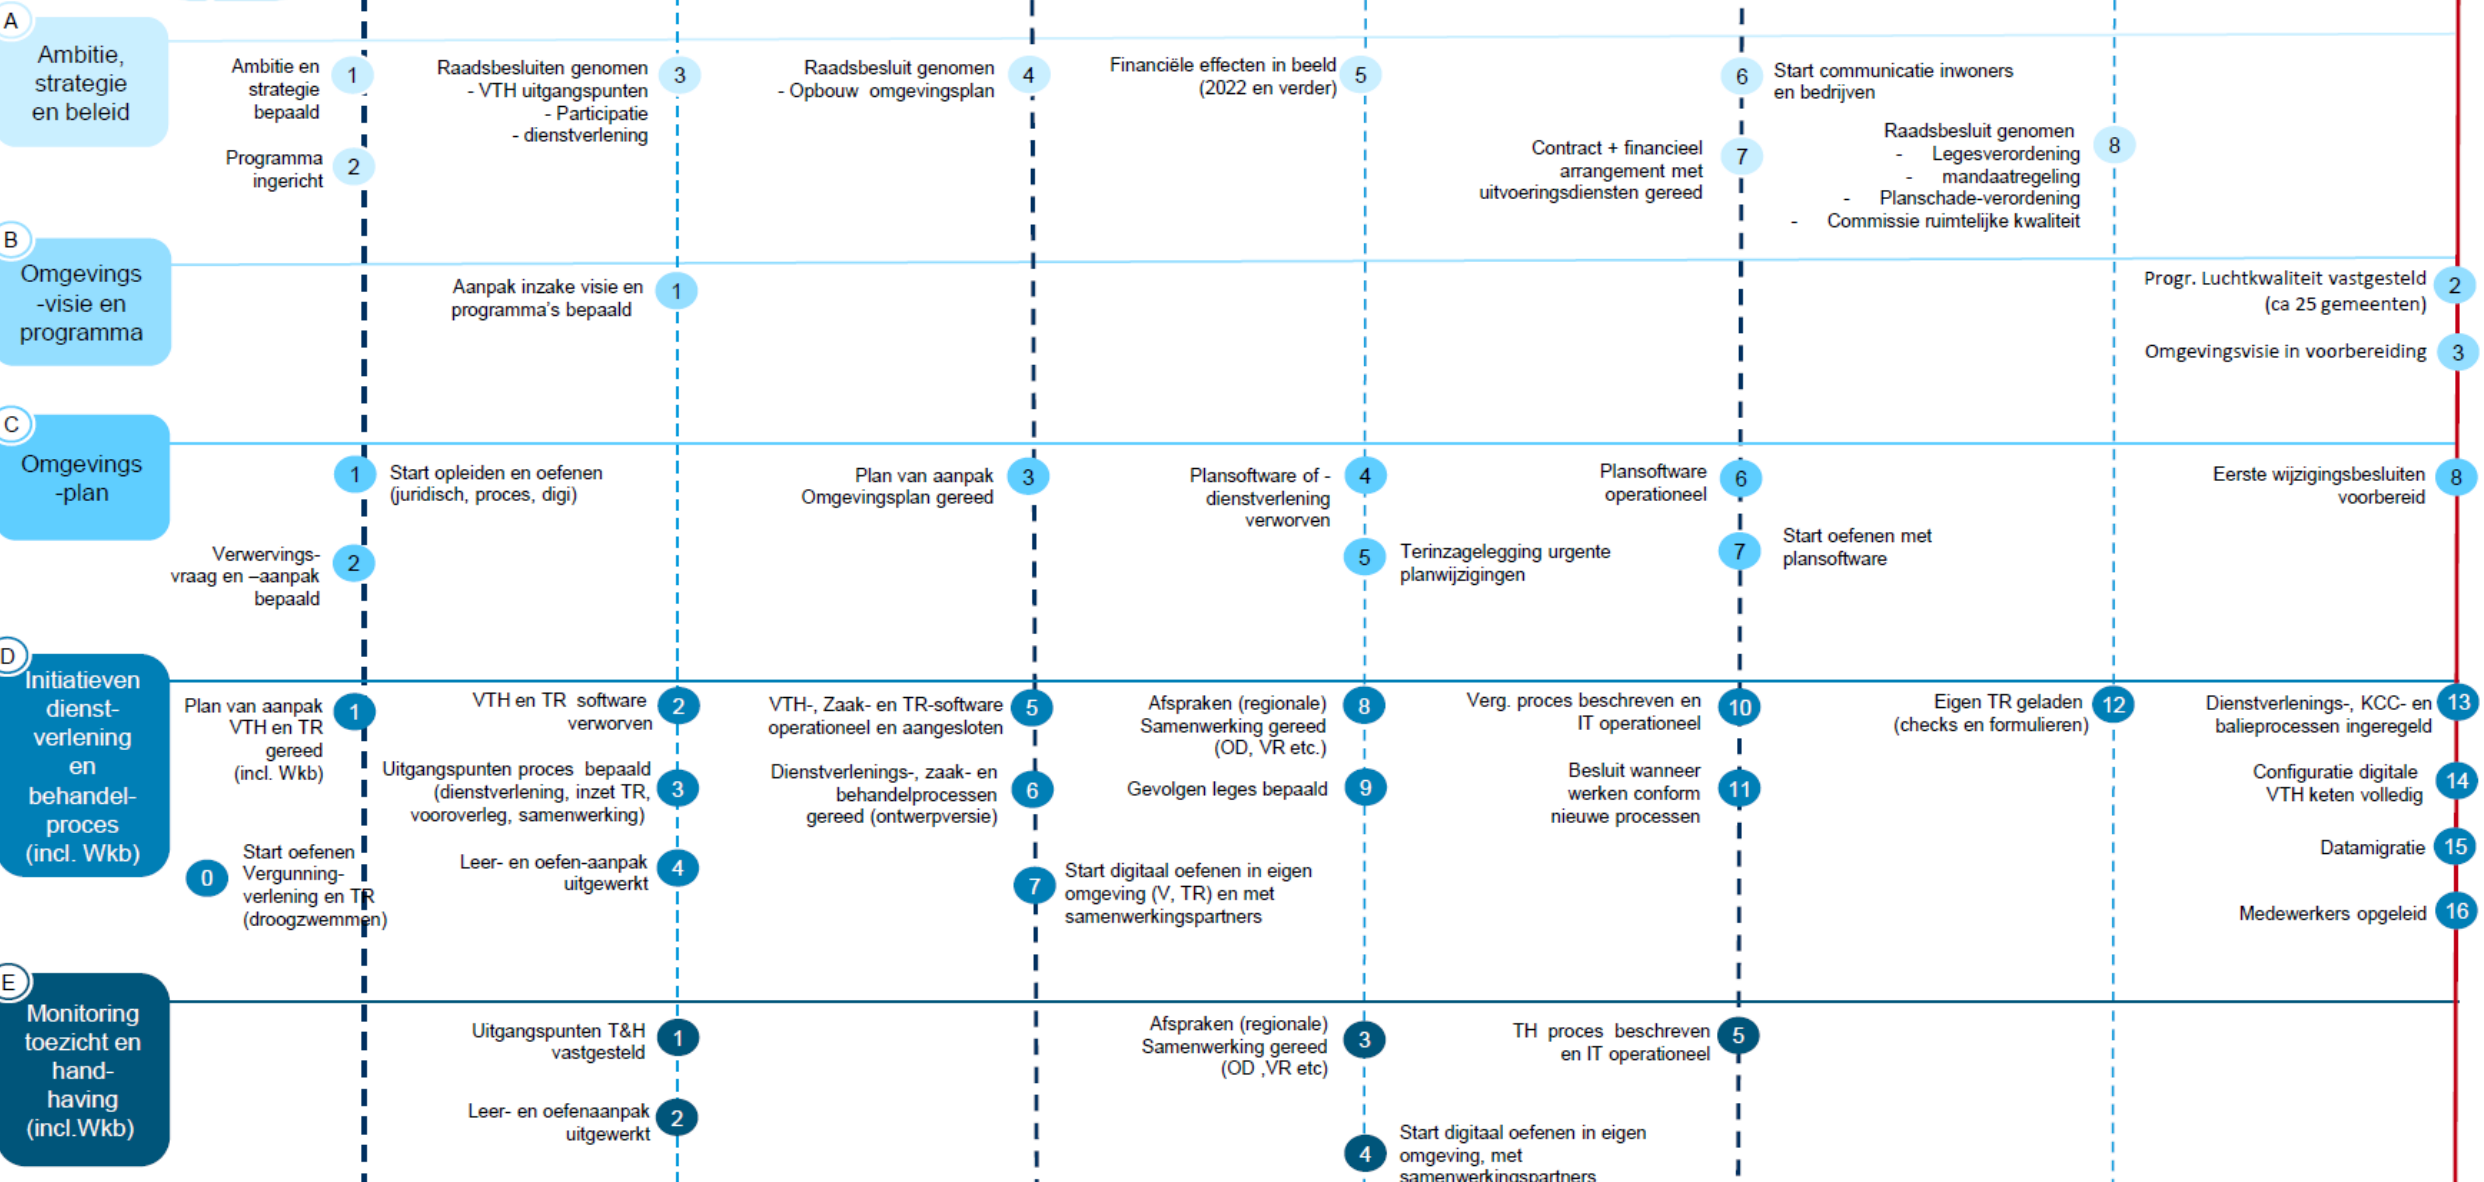 A
Ambitie,
strategie
en beleid
Ambitie en
strategie
bepaald
1
Programma
ingericht
2
Raadsbesluiten genomen
- VTH uitgangspunten
- Participatie
- dienstverlening
3
Raadsbesluit genomen
- Opbouw omgevingsplan
4
Financiële effecten in beeld
(2022 en verder)
5
6
Start communicatie inwoners
en bedrijven
Contract + financieel
arrangement met
uitvoeringsdiensten gereed
7
Raadsbesluit genomen
- Legesverordening
- mandaatregeling
- Planschade-verordening
- Commissie ruimtelijke kwaliteit
8
B
Omgevings
-visie en
programma
Aanpak inzake visie en
programma's bepaald
1
Progr. Luchtkwaliteit vastgesteld
(ca 25 gemeenten)
2
Omgevingsvisie in voorbereiding
3
C
Omgevings
-plan
1
Start opleiden en oefenen
(juridisch, proces, digi)
Verwervings-
vraag en –aanpak
bepaald
2
Plan van aanpak
Omgevingsplan gereed
3
Plansoftware of -
dienstverlening
verworven
4
5
Terinzagelegging urgente
planwijzigingen
Plansoftware
operationeel
6
7
Start oefenen met
plansoftware
Eerste wijzigingsbesluiten
voorbereid
8
D
Initiatieven
dienst-
verlening
en
behandel-
proces
(incl. Wkb)
Plan van aanpak
VTH en TR
gereed
(incl. Wkb)
1
0
Start oefenen
Vergunning-
verlening en TR
(droogzwemmen)
VTH en TR software
verworven
2
Uitgangspunten proces bepaald
(dienstverlening, inzet TR,
vooroverleg, samenwerking)
3
Leer- en oefen-aanpak
uitgewerkt
4
VTH-, Zaak- en TR-software
operationeel en aangesloten
5
Dienstverlenings-, zaak- en
behandelprocessen
gereed (ontwerpversie)
6
7
Start digitaal oefenen in eigen
omgeving (V, TR) en met
samenwerkingspartners
Afspraken (regionale)
Samenwerking gereed
(OD, VR etc.)
8
Gevolgen leges bepaald
9
Verg. proces beschreven en
IT operationeel
10
Besluit wanneer
werken conform
nieuwe processen
11
Eigen TR geladen
(checks en formulieren)
12
Dienstverlenings-, KCC- en
balieprocessen ingeregeld
13
Configuratie digitale
VTH keten volledig
14
Datamigratie
15
Medewerkers opgeleid
16
E
Monitoring
toezicht en
hand-
having
(incl.Wkb)
Uitgangspunten T&H
vastgesteld
1
Leer- en oefenaanpak
uitgewerkt
2
Afspraken (regionale)
Samenwerking gereed
(OD ,VR etc)
3
4
Start digitaal oefenen in eigen
omgeving, met
samenwerkingspartners
TH proces beschreven
en IT operationeel
5